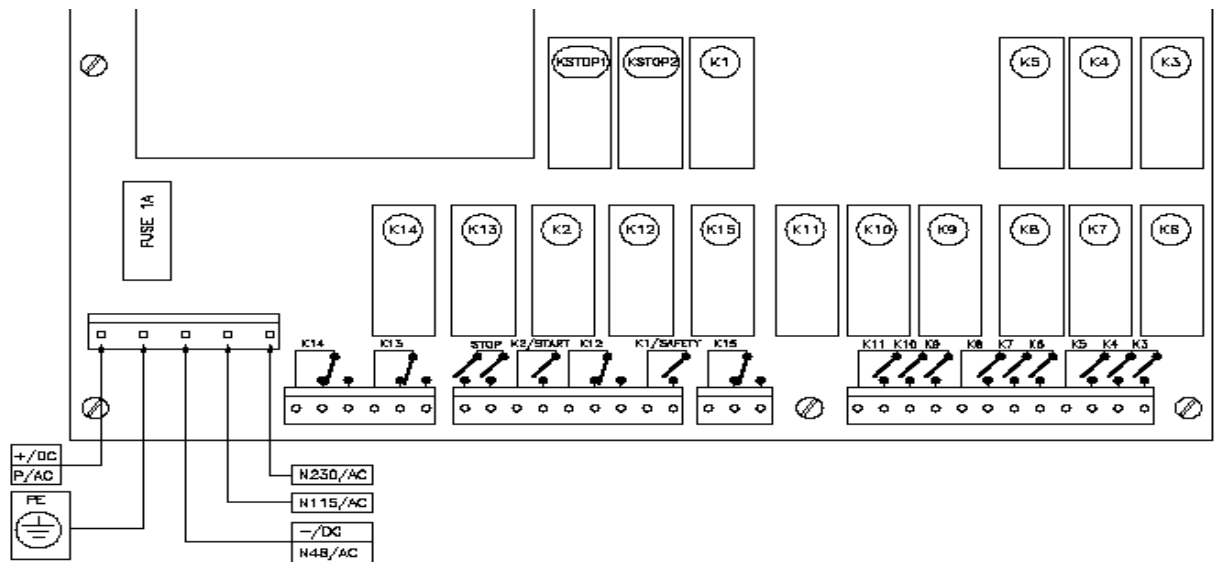 KSTOP1 KSTOP2 K1 K5 K4 K3
FUSE 1A
K14 K13 K2 K12 K15 K11 K10 K9 K8 K7 K6
K14 K13 STOP K2/START K12 K1/SAFETY K15 K11 K10 K9 K8 K7 K6 K5 K4 K3
+/DC
P/AC
N230/AC
PE
N115/AC
-/DC
N48/AC